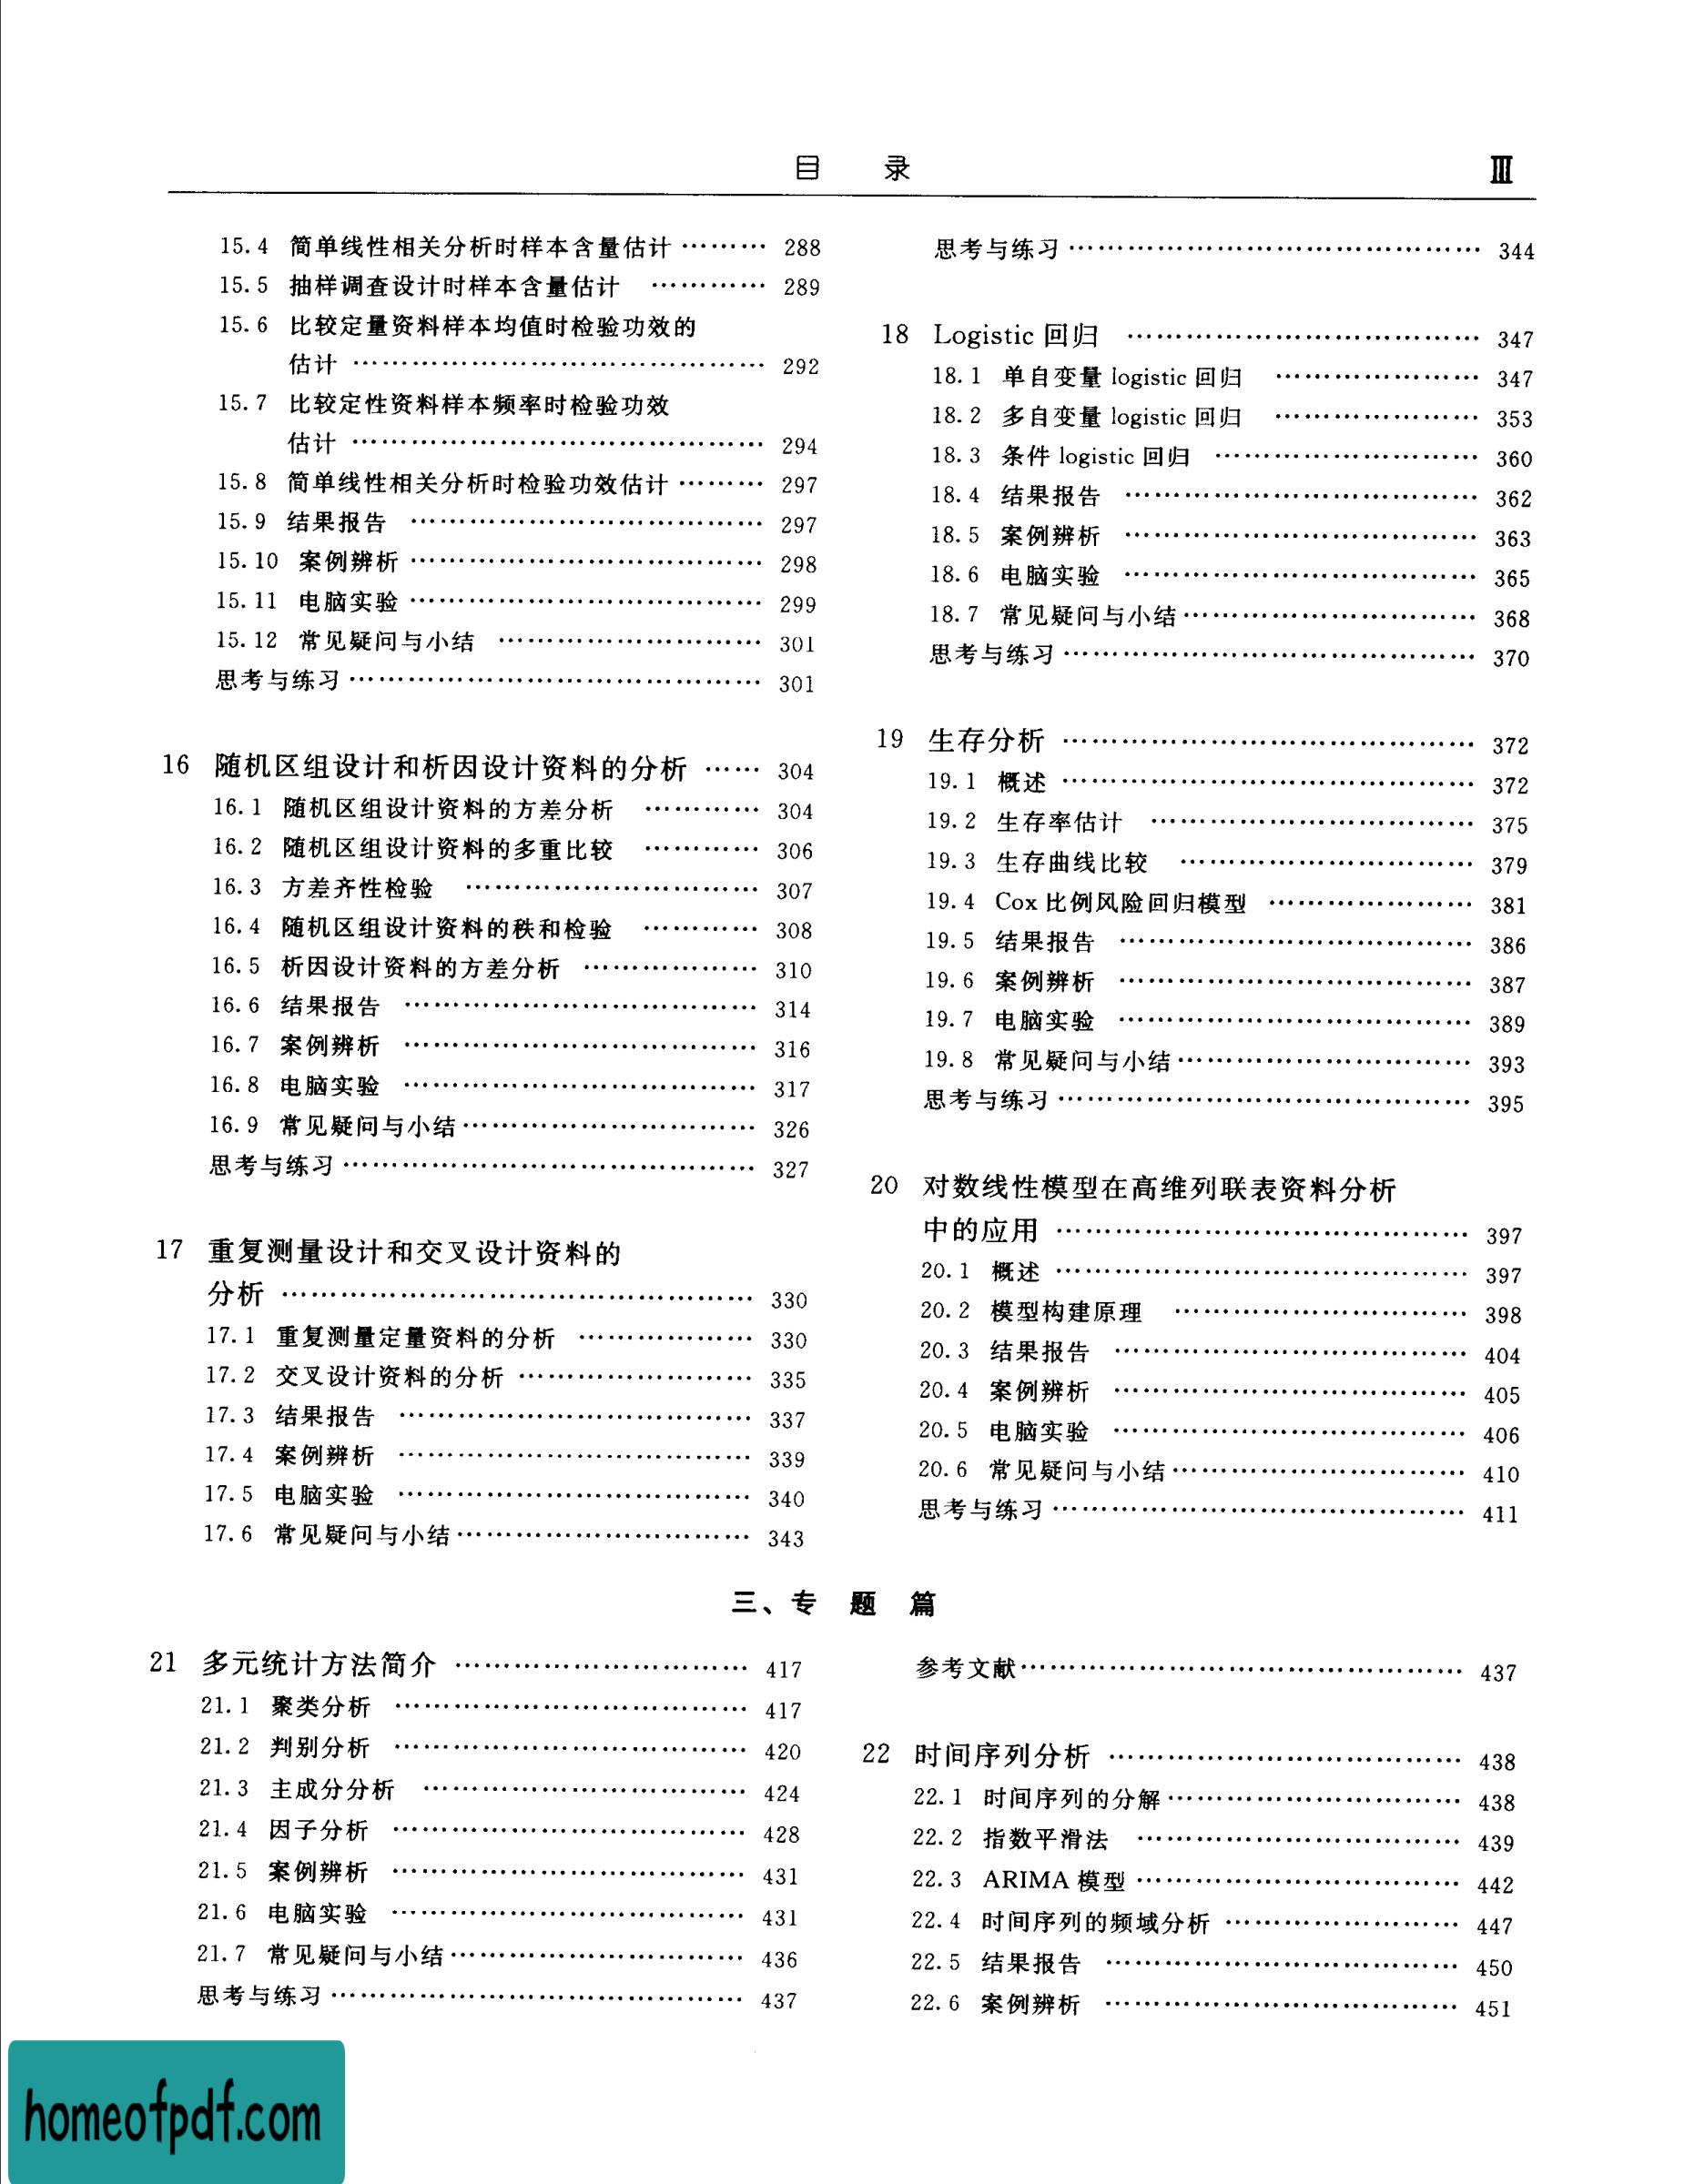 目 录 Ⅲ
15.4 简单线性相关分析时样本含量估计 ……… 288
15.5 抽样调查设计时样本含量估计 ………… 289
15.6 比较定量资料样本均值时检验功效的
估计 …………………………………… 292
15.7 比较定性资料样本频率时检验功效
估计 …………………………………… 294
15.8 简单线性相关分析时检验功效估计 ……… 297
15.9 结果报告 ……………………………… 297
15.10 案例辨析 ……………………………… 298
15.11 电脑实验 ……………………………… 299
15.12 常见疑问与小结 ……………………… 301
思考与练习 …………………………………… 301
16 随机区组设计和析因设计资料的分析 …… 304
16.1 随机区组设计资料的方差分析 ………… 304
16.2 随机区组设计资料的多重比较 ………… 306
16.3 方差齐性检验 ………………………… 307
16.4 随机区组设计资料的秩和检验 ………… 308
16.5 析因设计资料的方差分析 ……………… 310
16.6 结果报告 ……………………………… 314
16.7 案例辨析 ……………………………… 316
16.8 电脑实验 ……………………………… 317
16.9 常见疑问与小结 ………………………… 326
思考与练习 …………………………………… 327
17 重复测量设计和交叉设计资料的
分析 ………………………………………… 330
17.1 重复测量定量资料的分析 ……………… 330
17.2 交叉设计资料的分析 …………………… 335
17.3 结果报告 ……………………………… 337
17.4 案例辨析 ……………………………… 339
17.5 电脑实验 ……………………………… 340
17.6 常见疑问与小结 ………………………… 343
思考与练习 …………………………………… 344
18 Logistic 回归 ……………………………… 347
18.1 单自变量 logistic 回归 ………………… 347
18.2 多自变量 logistic 回归 ………………… 353
18.3 条件 logistic 回归 ……………………… 360
18.4 结果报告 ……………………………… 362
18.5 案例辨析 ……………………………… 363
18.6 电脑实验 ……………………………… 365
18.7 常见疑问与小结 ………………………… 368
思考与练习 …………………………………… 370
19 生存分析 …………………………………… 372
19.1 概述 …………………………………… 372
19.2 生存率估计 …………………………… 375
19.3 生存曲线比较 ………………………… 379
19.4 Cox 比例风险回归模型 ………………… 381
19.5 结果报告 ……………………………… 386
19.6 案例辨析 ……………………………… 387
19.7 电脑实验 ……………………………… 389
19.8 常见疑问与小结 ………………………… 393
思考与练习 …………………………………… 395
20 对数线性模型在高维列联表资料分析
中的应用 …………………………………… 397
20.1 概述 …………………………………… 397
20.2 模型构建原理 ………………………… 398
20.3 结果报告 ……………………………… 404
20.4 案例辨析 ……………………………… 405
20.5 电脑实验 ……………………………… 406
20.6 常见疑问与小结 ………………………… 410
思考与练习 …………………………………… 411
三、专 题 篇
21 多元统计方法简介 ………………………… 417
21.1 聚类分析 ……………………………… 417
21.2 判别分析 ……………………………… 420
21.3 主成分分析 …………………………… 424
21.4 因子分析 ……………………………… 428
21.5 案例辨析 ……………………………… 431
21.6 电脑实验 ……………………………… 431
21.7 常见疑问与小结 ………………………… 436
思考与练习 …………………………………… 437
参考文献 ……………………………………… 437
22 时间序列分析 ……………………………… 438
22.1 时间序列的分解 ………………………… 438
22.2 指数平滑法 …………………………… 439
22.3 ARIMA 模型 …………………………… 442
22.4 时间序列的频域分析 …………………… 447
22.5 结果报告 ……………………………… 450
22.6 案例辨析 ……………………………… 451
homeofpdf.com